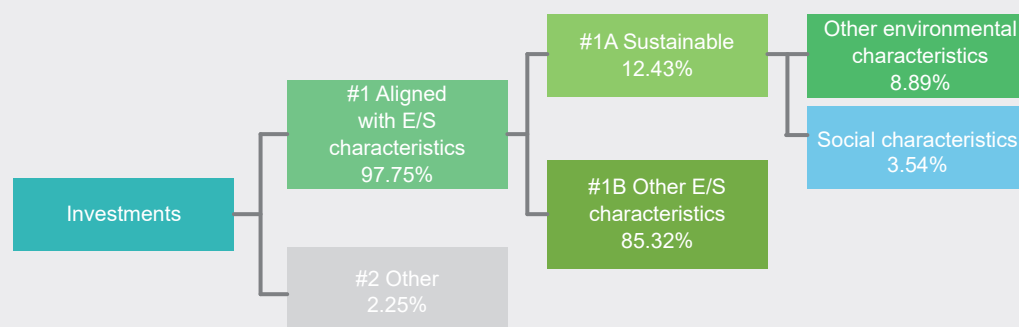 Investments
#1 Aligned
with E/S
characteristics
97.75%
#2 Other
2.25%
#1A Sustainable
12.43%
#1B Other E/S
characteristics
85.32%
Other environmental
characteristics
8.89%
Social characteristics
3.54%